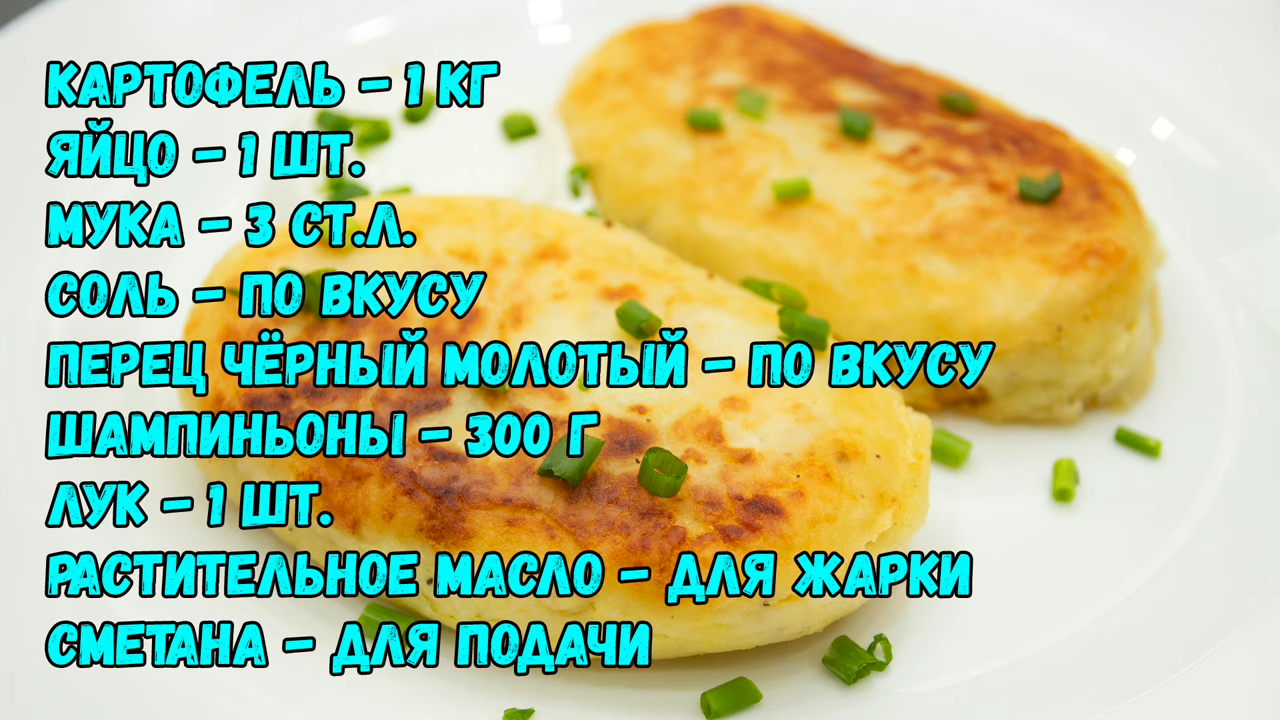 КАРТОФЕЛЬ – 1 КГ
ЯЙЦО – 1 ШТ.
МУКА – 3 СТ.Л.
СОЛЬ – ПО ВКУСУ
ПЕРЕЦ ЧЁРНЫЙ МОЛОТЫЙ – ПО ВКУСУ
ШАМПИНЬОНЫ – 300 Г
ЛУК – 1 ШТ.
РАСТИТЕЛЬНОЕ МАСЛО – ДЛЯ ЖАРКИ
СМЕТАНА – ДЛЯ ПОДАЧИ